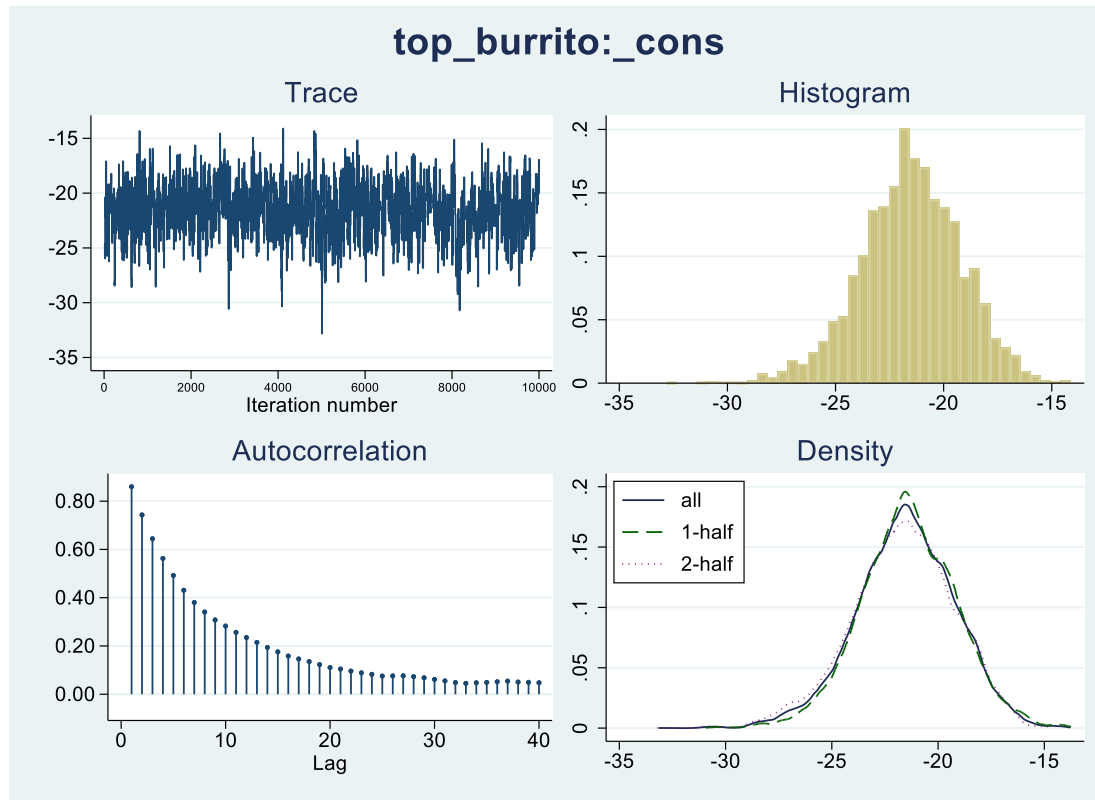 top_burrito:_cons
Trace
-15
-20
-25
-30
-35
0 2000 4000 6000 8000 10000
Iteration number
Histogram
.2
.15
.1
.05
0
-35 -30 -25 -20 -15
Autocorrelation
0.80
0.60
0.40
0.20
0.00
0 10 20 30 40
Lag
Density
.2
.15
.1
.05
0
all
1-half
2-half
-35 -30 -25 -20 -15